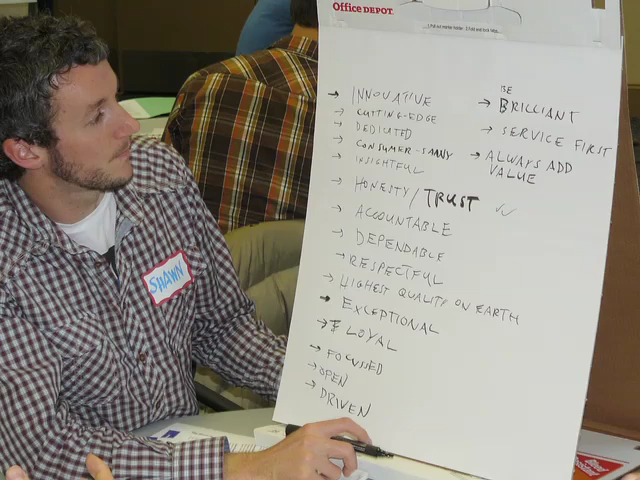 Office DEPOT.
INNOVATIVE
CUTTING-EDGE
DEDICATED
CONSUMER-SAVVY
INSIGHTFUL
HONESTY/TRUST
ACCOUNTABLE
DEPENDABLE
RESPECTFUL
HIGHEST QUALITY ON EARTH
EXCEPTIONAL
LOYAL
FOCUSSED
OPEN
DRIVEN
BE
BRILLIANT
SERVICE FIRST
ALWAYS ADD
VALUE
SHAWN